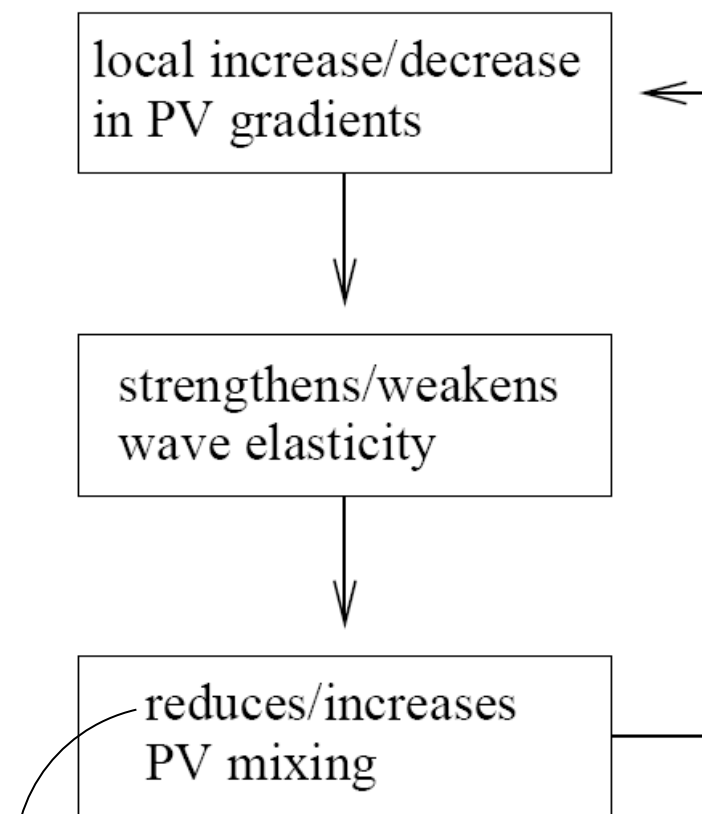 local increase/decrease
in PV gradients
strengthens/weakens
wave elasticity
reduces/increases
PV mixing